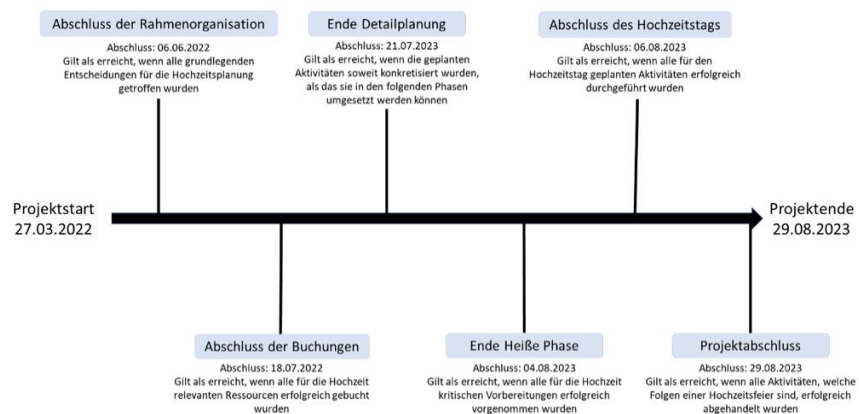 Abschluss der Rahmenorganisation
Abschluss: 06.06.2022
Gilt als erreicht, wenn alle grundlegenden
Entscheidungen für die Hochzeitsplanung
getroffen wurden
Ende Detailplanung
Abschluss: 21.07.2023
Gilt als erreicht, wenn die geplanten
Aktivitäten soweit konkretisiert wurden,
als das sie in den folgenden Phasen
umgesetzt werden können
Abschluss des Hochzeitstags
Abschluss: 06.08.2023
Gilt als erreicht, wenn alle für den
Hochzeitstag geplanten Aktivitäten erfolgreich
durchgeführt wurden
Projektstart
27.03.2022
Projektende
29.08.2023
Abschluss der Buchungen
Abschluss: 18.07.2022
Gilt als erreicht, wenn alle für die Hochzeit
relevanten Ressourcen erfolgreich gebucht
wurden
Ende Heiße Phase
Abschluss: 04.08.2023
Gilt als erreicht, wenn alle für die Hochzeit
kritischen Vorbereitungen erfolgreich
vorgenommen wurden
Projektabschluss
Abschluss: 29.08.2023
Gilt als erreicht, wenn alle Aktivitäten, welche
Folgen einer Hochzeitsfeier sind, erfolgreich
abgehandelt wurden